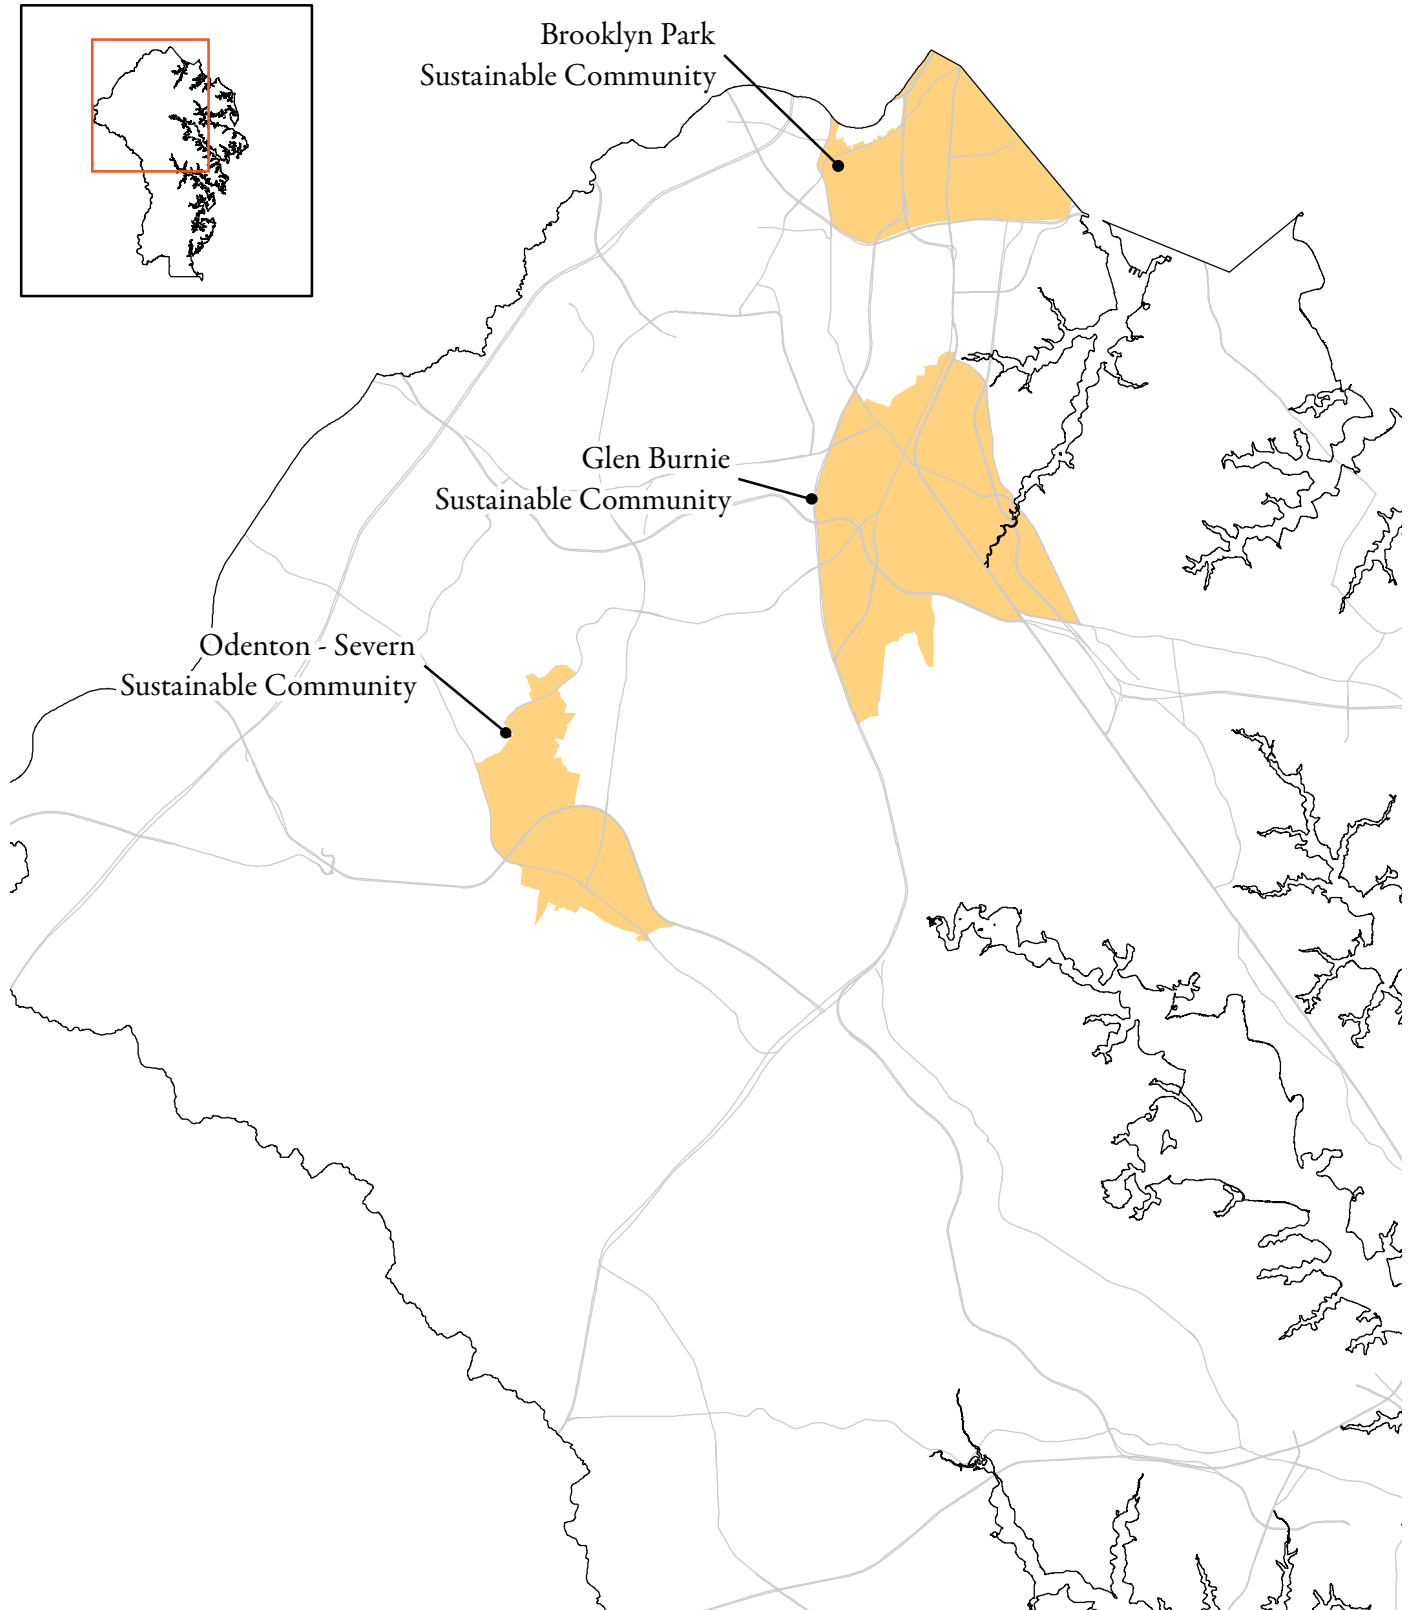 Brooklyn Park
Sustainable Community
Glen Burnie
Sustainable Community
Odenton - Severn
Sustainable Community